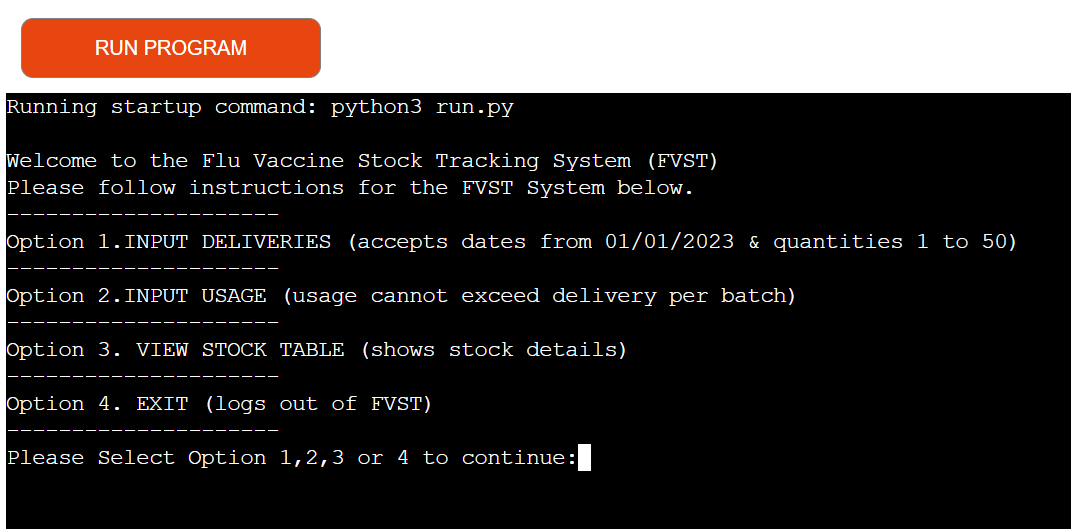 RUN PROGRAM
Running startup command: python3 run.py
Welcome to the Flu Vaccine Stock Tracking System (FVST)
Please follow instructions for the FVST System below.
---------------------
Option 1.INPUT DELIVERIES (accepts dates from 01/01/2023 & quantities 1 to 50)
---------------------
Option 2.INPUT USAGE (usage cannot exceed delivery per batch)
---------------------
Option 3. VIEW STOCK TABLE (shows stock details)
---------------------
Option 4. EXIT (logs out of FVST)
---------------------
Please Select Option 1,2,3 or 4 to continue: